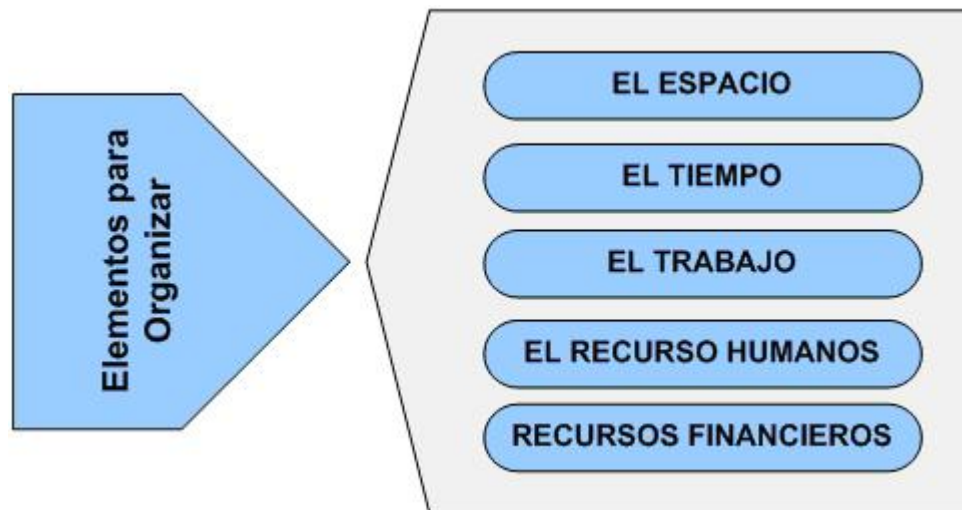 Elementos para
Organizar
EL ESPACIO
EL TIEMPO
EL TRABAJO
EL RECURSO HUMANOS
RECURSOS FINANCIEROS